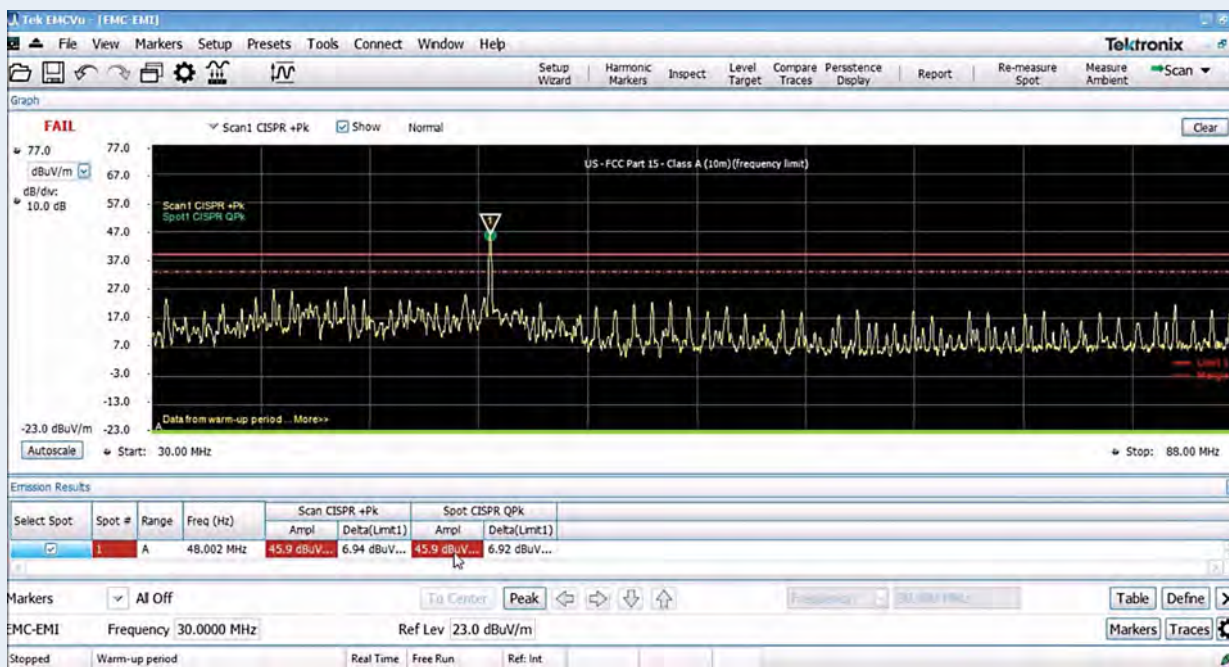 Tek EMCVu - [EMC-EMI]
File View Markers Setup Presets Tools Connect Window Help
Tektronix
Setup Wizard Harmonic Markers Inspect Level Target Compare Traces Persistence Display Report Re-measure Spot Measure Ambient Scan
Graph
FAIL
Scan1 CISPR +Pk Show Normal Clear
77.0
dBuV/m
dB/div:
10.0 dB
77.0
67.0
57.0
47.0
37.0
27.0
17.0
7.0
-3.0
-13.0
-23.0 dBuV/m -23.0
US - FCC Part 15 - Class A (10m)(frequency limit)
Scan1 CISPR +Pk
Spot1 CISPR QPk
1
Data from warm-up period...More>>
A
Autoscale Start: 30.00 MHz Stop: 88.00 MHz
Emission Results
Select Spot Spot # Range Freq (Hz) Scan CISPR +Pk Spot CISPR QPk
Ampl Delta(Limit1) Ampl Delta(Limit1)
1 A 48.002 MHz 45.9 dBuV... 6.94 dBuV... 45.9 dBuV... 6.92 dBuV...
Markers All Off To Center Peak Frequency Table Define
EMC-EMI Frequency 30.0000 MHz Ref Lev 23.0 dBuV/m Markers Traces
Stopped Warm-up period Real Time Free Run Ref: Int